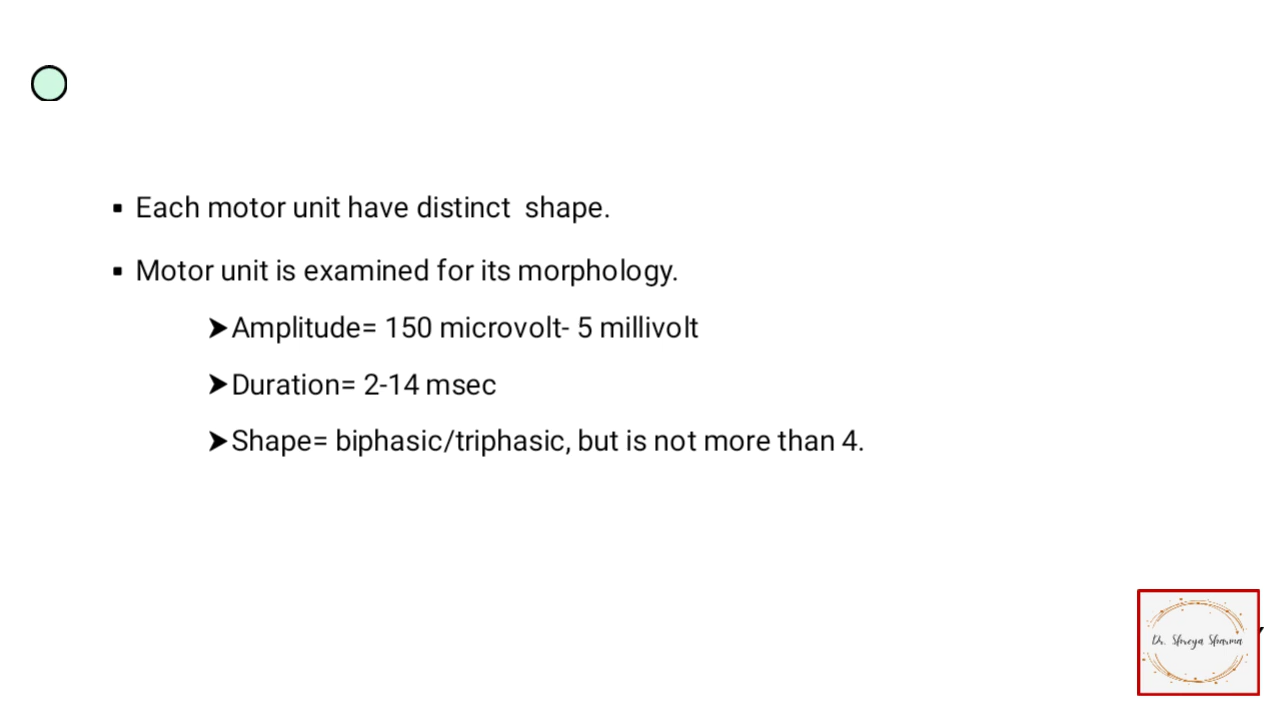 ▪ Each motor unit have distinct  shape.
▪ Motor unit is examined for its morphology.
➤Amplitude= 150 microvolt- 5 millivolt
➤Duration= 2-14 msec
➤Shape= biphasic/triphasic, but is not more than 4.
Dr. Shreya Sharma